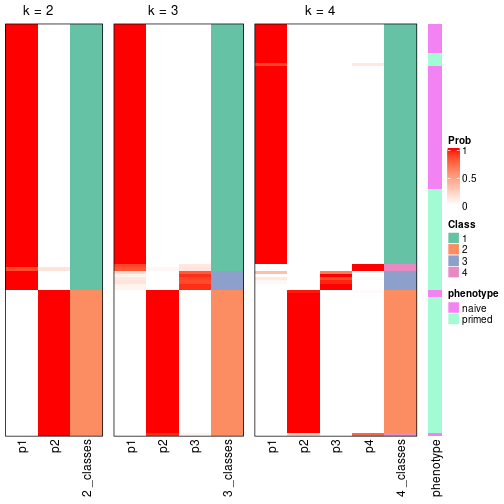 k = 2
k = 3
k = 4
Prob
1
0.5
0
Class
1
2
3
4
phenotype
naive
primed
p1
p2
2_classes
p1
p2
p3
3_classes
p1
p2
p3
p4
4_classes
phenotype